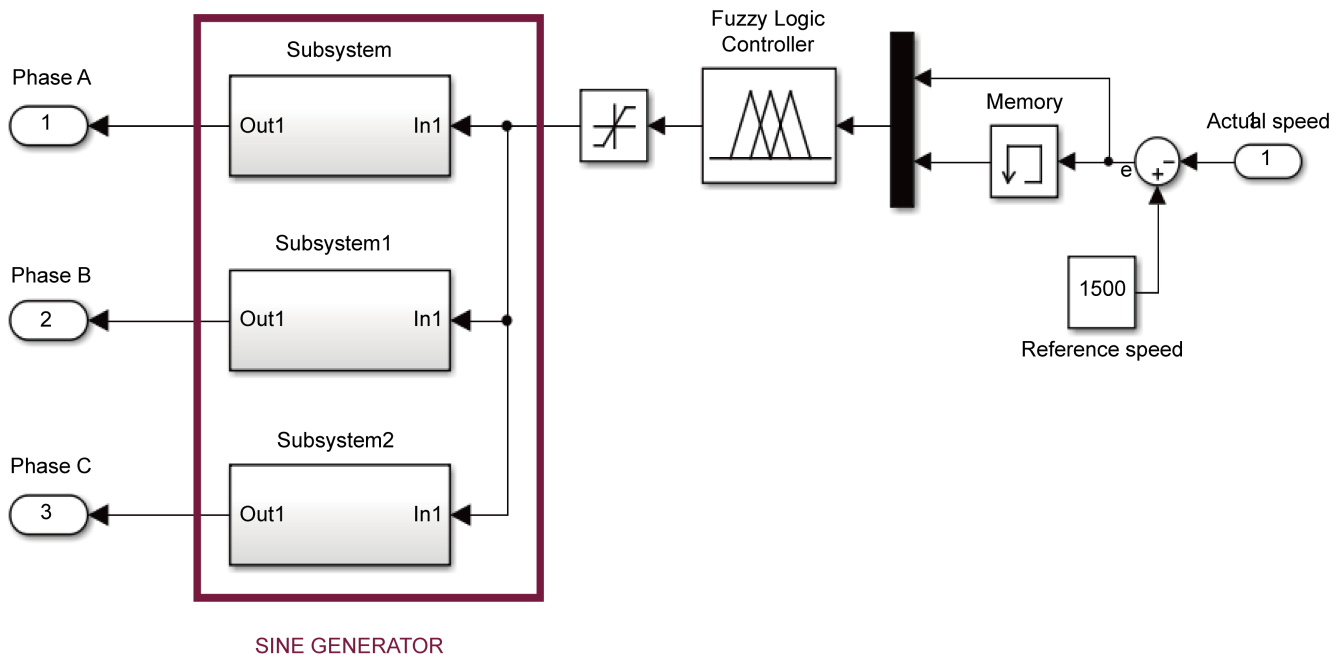 Fuzzy Logic
Controller
Subsystem
Phase A
1
Out1
In1
Memory
Actual speed
1
1
e
−
+
Subsystem1
Phase B
2
Out1
In1
1500
Reference speed
Subsystem2
Phase C
3
Out1
In1
SINE GENERATOR